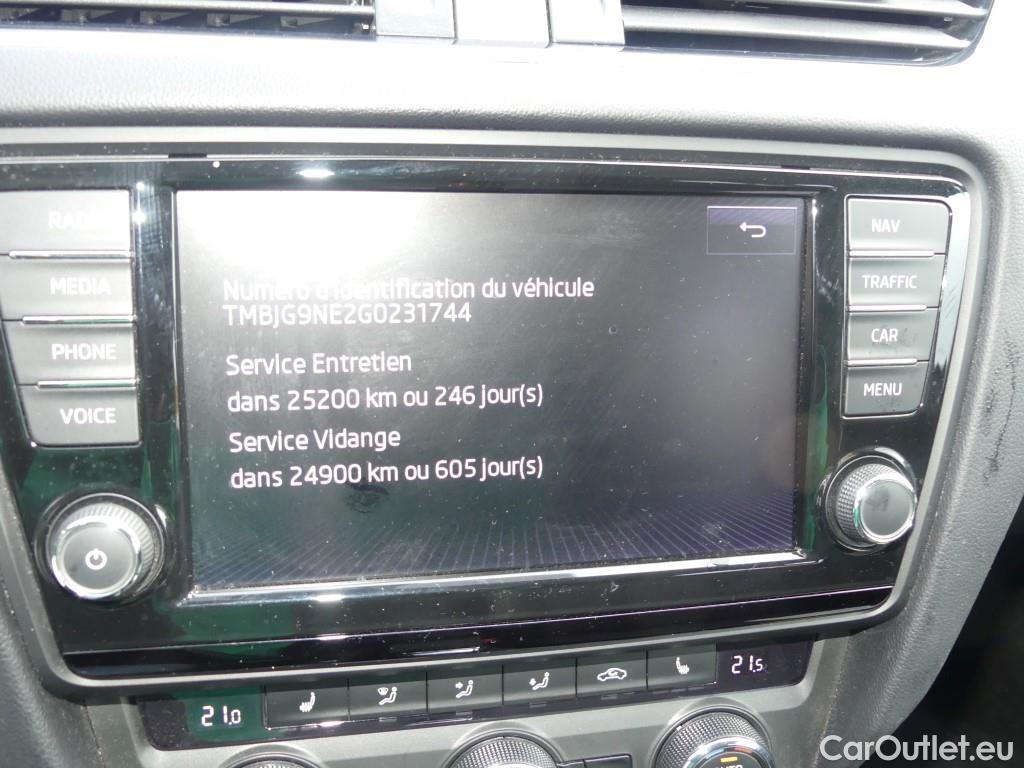 RADIO
NAV
Numéro d'identification du véhicule
TMBJG9NE2G0231744
MEDIA
TRAFFIC
Service Entretien
dans 25200 km ou 246 jour(s)
PHONE
CAR
Service Vidange
dans 24900 km ou 605 jour(s)
VOICE
MENU
21.0
21.5
AUTO
CarOutlet.eu